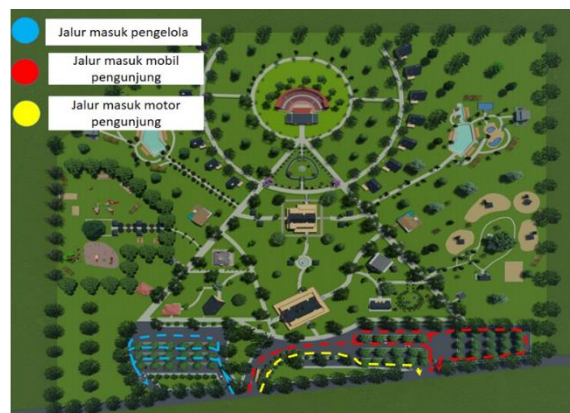 Jalur masuk pengelola
Jalur masuk mobil
pengunjung
Jalur masuk motor
pengunjung